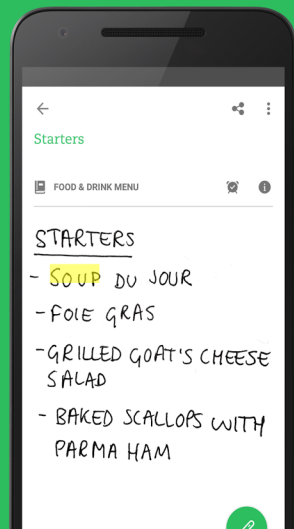 Starters
FOOD & DRINK MENU
STARTERS
- SOUP DU JOUR
- FOIE GRAS
- GRILLED GOAT'S CHEESE
SALAD
- BAKED SCALLOPS WITH
PARMA HAM